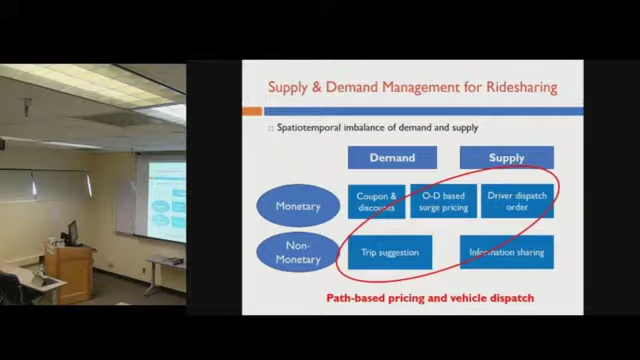 Supply & Demand Management for Ridesharing
Spatiotemporal imbalance of demand and supply
Demand
Supply
Monetary
Coupon &
discounts
O-D based
surge pricing
Driver dispatch
order
Non-
Monetary
Trip suggestion
Information sharing
Path-based pricing and vehicle dispatch